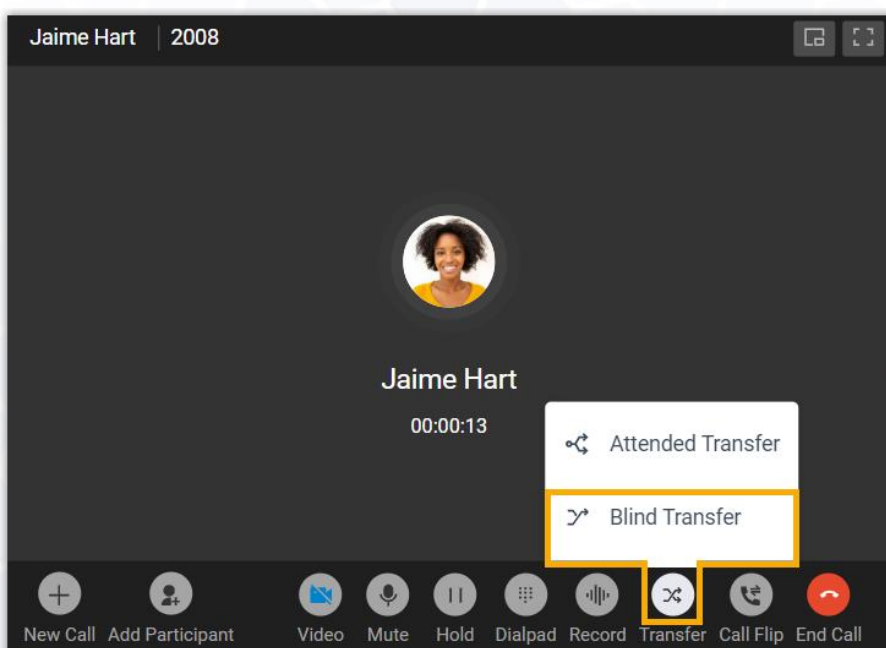 Jaime Hart | 2008
Jaime Hart
00:00:13
Attended Transfer
Blind Transfer
New Call Add Participant Video Mute Hold Dialpad Record Transfer Call Flip End Call